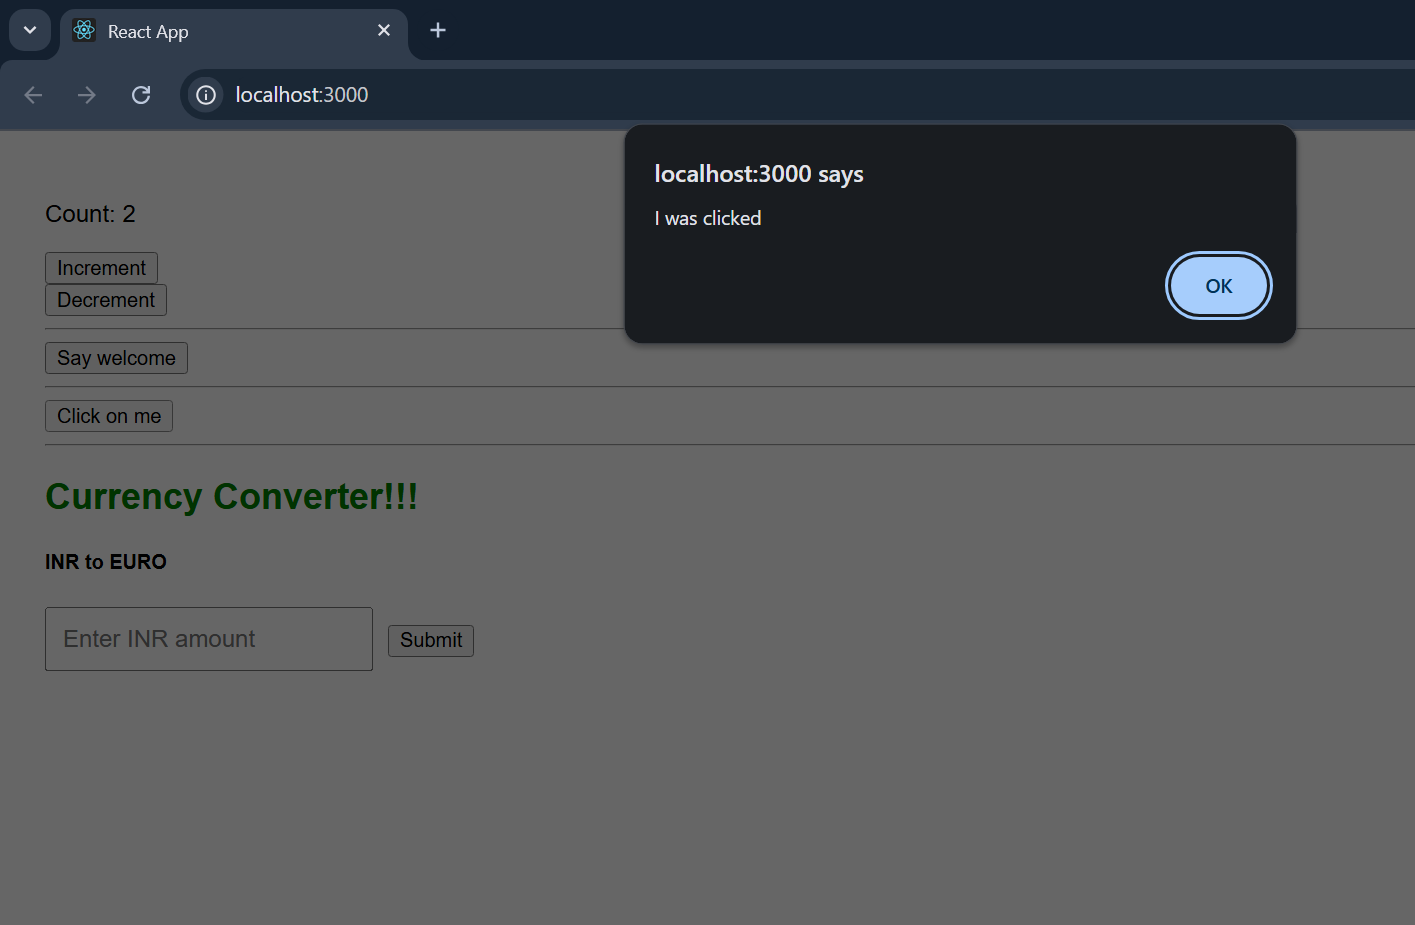 React App
localhost:3000
localhost:3000 says
I was clicked
OK
Count: 2
Increment
Decrement
Say welcome
Click on me
Currency Converter!!!
INR to EURO
Enter INR amount
Submit